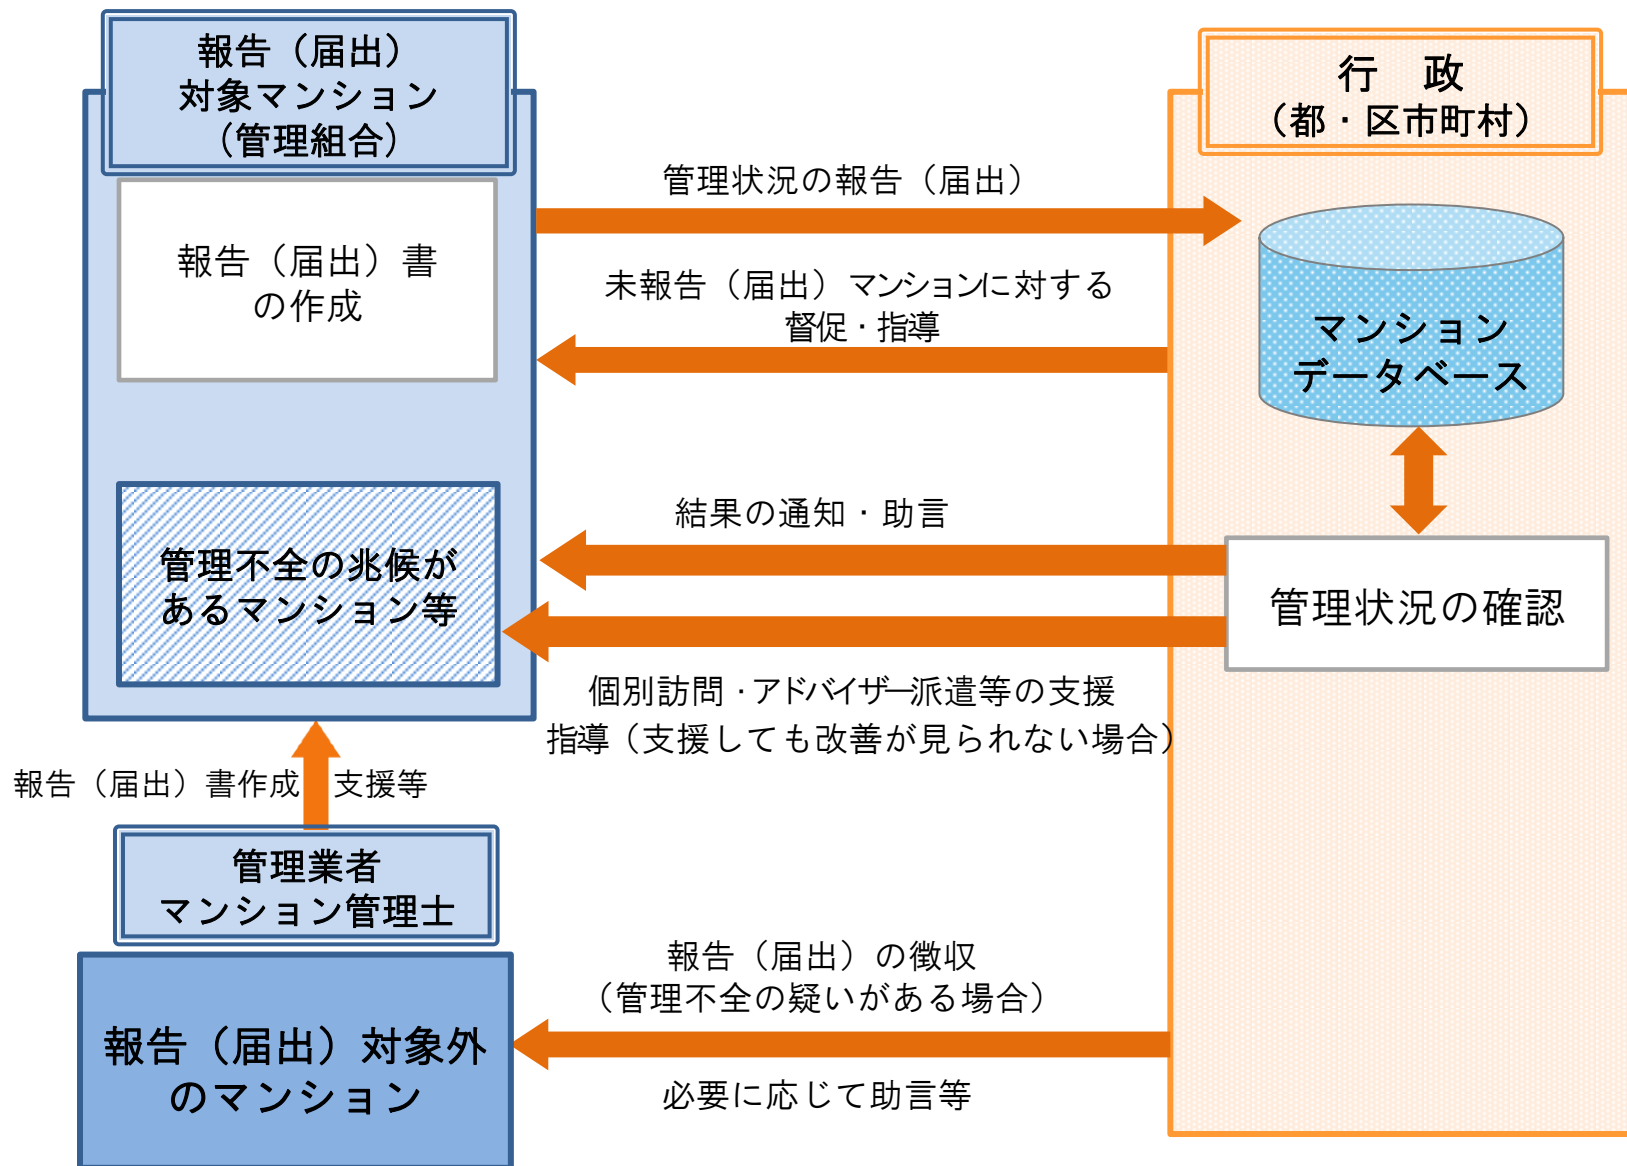 報告（届出）
対象マンション
（管理組合）
報告（届出）書
の作成
管理不全の兆候が
あるマンション等
報告（届出）書作成 支援等
管理業者
マンション管理士
報告（届出）対象外
のマンション
管理状況の報告（届出）
未報告（届出）マンションに対する
督促・指導
結果の通知・助言
個別訪問・アドバイザー派遣等の支援
指導（支援しても改善が見られない場合）
報告（届出）の徴収
（管理不全の疑いがある場合）
必要に応じて助言等
行　政
（都・区市町村）
マンション
データベース
管理状況の確認